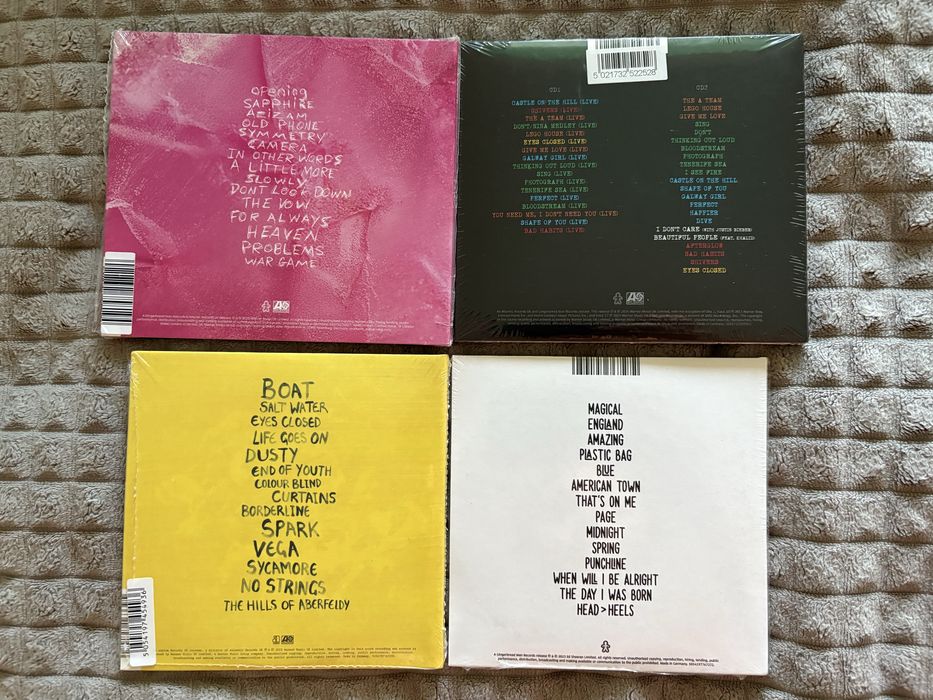 opening
SAPPHIRE
AZIZAM
OLD PHONE
SYMMETRY
CAMERA
IN OTHER WORDS
A LITTLE MORE
SLOWLY
DONT LOOK DOWN
THE VOW
FOR ALWAYS
HEAVEN
PROBLEMS
WAR GAME
5 021732 522528
CD1
CASTLE ON THE HILL (LIVE)
SHIVERS (LIVE)
THE A TEAM (LIVE)
DON'T/NINA MEDLEY (LIVE)
LEGO HOUSE (LIVE)
EYES CLOSED (LIVE)
GIVE ME LOVE (LIVE)
GALWAY GIRL (LIVE)
THINKING OUT LOUD (LIVE)
SING (LIVE)
PHOTOGRAPH (LIVE)
TENERIFE SEA (LIVE)
PERFECT (LIVE)
BLOODSTREAM (LIVE)
YOU NEED ME, I DON'T NEED YOU (LIVE)
SHAPE OF YOU (LIVE)
BAD HABITS (LIVE)
CD2
THE A TEAM
LEGO HOUSE
GIVE ME LOVE
SING
DON'T
THINKING OUT LOUD
BLOODSTREAM
PHOTOGRAPH
TENERIFE SEA
I SEE FIRE
CASTLE ON THE HILL
SHAPE OF YOU
GALWAY GIRL
PERFECT
HAPPIER
DIVE
I DON'T CARE (WITH JUSTIN BIEBER)
BEAUTIFUL PEOPLE (FEAT. KHALID)
AFTERGLOW
BAD HABITS
SHIVERS
EYES CLOSED
BOAT
SALT WATER
EYES CLOSED
LIFE GOES ON
DUSTY
END OF YOUTH
COLOUR BLIND
CURTAINS
BORDERLINE
SPARK
VEGA
SYCAMORE
NO STRINGS
THE HILLS OF ABERFELDY
5 054197 454936
MAGICAL
ENGLAND
AMAZING
PLASTIC BAG
BLUE
AMERICAN TOWN
THAT'S ON ME
PAGE
MIDNIGHT
SPRING
PUNCHLINE
WHEN WILL I BE ALRIGHT
THE DAY I WAS BORN
HEAD > HEELS